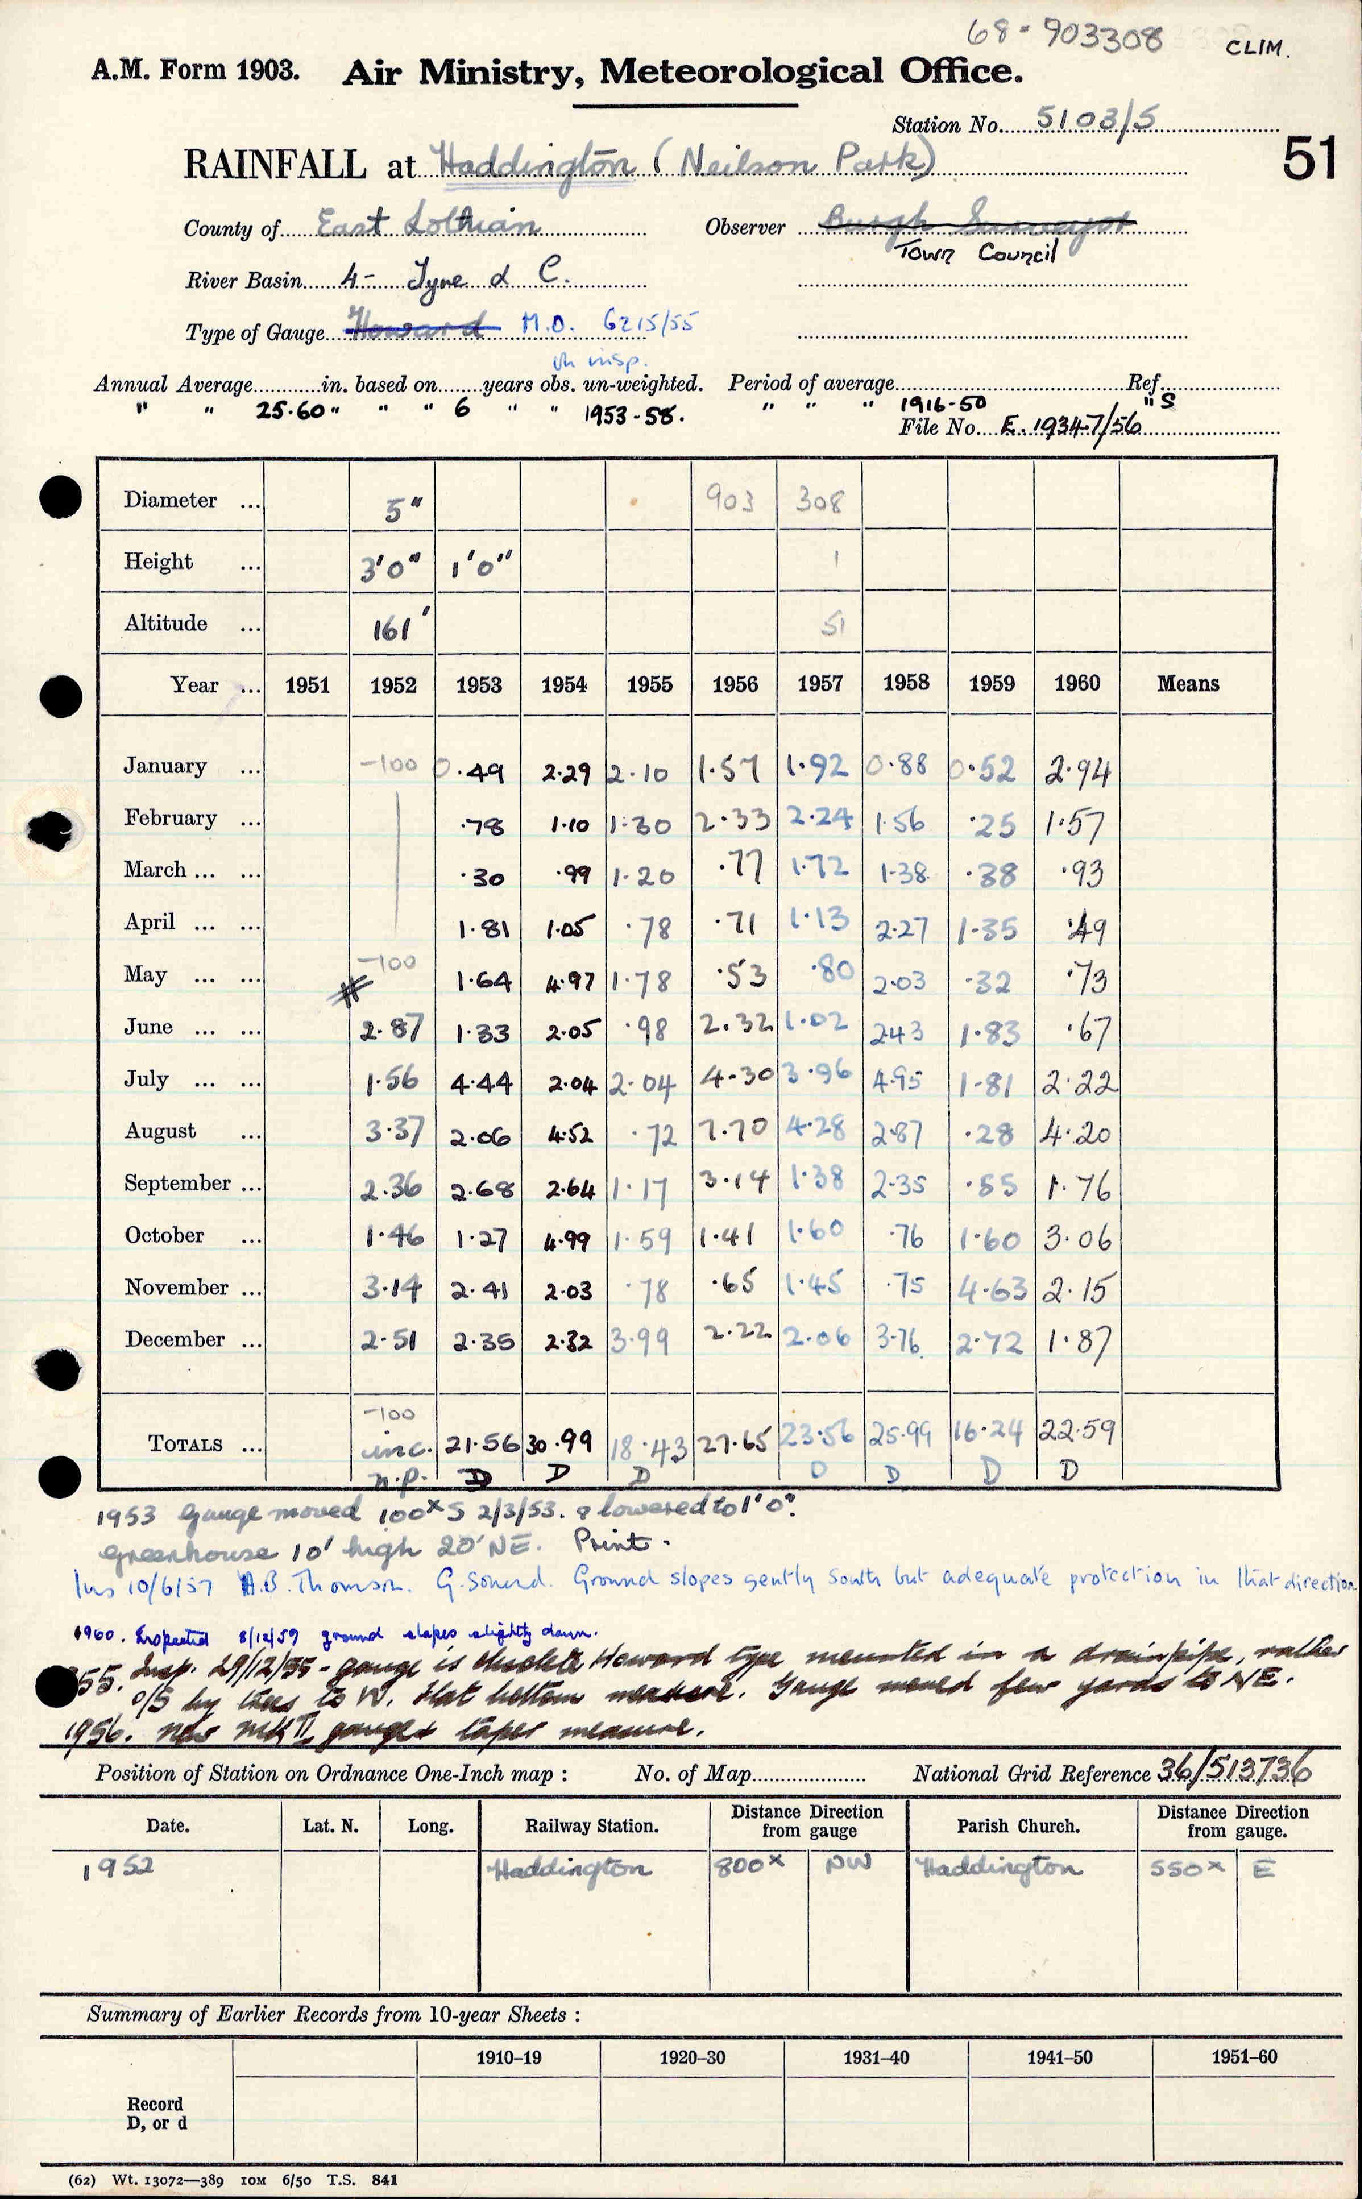 68-903308 CLIM.
A.M. Form 1903. Air Ministry, Meteorological Office.
Station No. 5103/5
51
RAINFALL at Haddington (Neilson Park)
County of East Lothian Observer Burgh Surveyor
Town Council
River Basin 4- Tyne & C.
Type of Gauge Howard M.O. 6215/55
on insp.
Annual Average in. based on years obs. un-weighted. Period of average Ref.
" " 25.60 " " " 6 " " 1953-58. " " " 1916-50 "S
File No. E. 19347/56
Diameter ... 5" 903 308
Height ... 3'0" 1'0" 1
Altitude ... 161' 51
Year ... 1951 1952 1953 1954 1955 1956 1957 1958 1959 1960 Means
January ... -100 0.49 2.29 2.10 1.57 1.92 0.88 0.52 2.94
February ... .78 1.10 1.30 2.33 2.24 1.56 .25 1.57
March ... ... .30 .99 1.20 .77 1.72 1.38 .38 .93
April ... ... 1.81 1.05 .78 .71 1.13 2.27 1.35 .49
May ... ... -100 1.64 4.97 1.78 .53 .80 2.03 .32 .73
June ... ... 2.87 1.33 2.05 .98 2.32 1.02 2.43 1.83 .67
July ... ... 1.56 4.44 2.04 2.04 4.30 3.96 4.95 1.81 2.22
August ... 3.37 2.06 4.52 .72 7.70 4.28 2.87 .28 4.20
September ... 2.36 2.68 2.64 1.17 3.14 1.38 2.35 .55 1.76
October ... 1.46 1.27 4.99 1.59 1.41 1.60 .76 1.60 3.06
November ... 3.14 2.41 2.03 .78 .65 1.45 .75 4.63 2.15
December ... 2.51 2.35 2.32 3.99 2.22 2.06 3.76 2.72 1.87
-100
TOTALS ... inc. 21.56 30.99 18.43 27.65 23.56 25.99 16.24 22.59
n.p. D D D D D D D
1953 Gauge moved 100x S 2/3/53. & lowered to 1'0".
Greenhouse 10' high 20' NE. Print.
Ins 10/6/57 A.B. Thomson. G. Sound. Ground slopes gently South but adequate protection in that direction
1960. Inspected 8/12/59 ground slopes slightly down.
55. Insp. 29/12/55 - gauge is obsolete Howard type mounted in a drainpipe, rather
o/s by trees to W. Flat bottom measure. Gauge moved few yards to NE.
1956. New MK II gauge & taper measure.
Position of Station on Ordnance One-Inch map : No. of Map National Grid Reference 36/513736
Date. Lat. N. Long. Railway Station. Distance Direction from gauge Parish Church. Distance Direction from gauge.
1952 Haddington 800x NW Haddington 550x E
Summary of Earlier Records from 10-year Sheets :
1910-19 1920-30 1931-40 1941-50 1951-60
Record
D, or d
(62) Wt. 13072—389 10M 6/50 T.S. 841